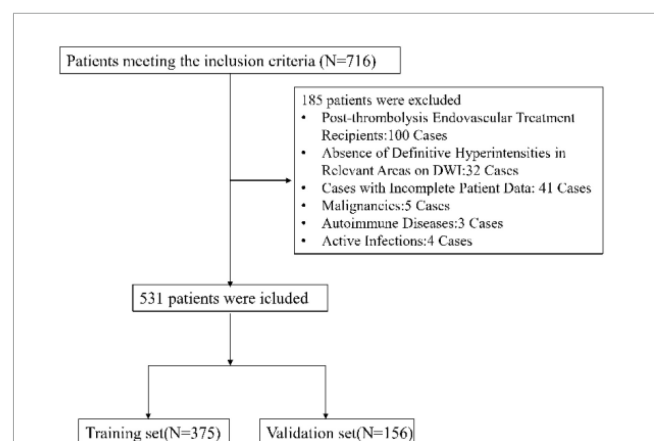 Patients meeting the inclusion criteria (N=716)
185 patients were excluded
• Post-thrombolysis Endovascular Treatment
Recipients:100 Cases
• Absence of Definitive Hyperintensities in
Relevant Areas on DWI:32 Cases
• Cases with Incomplete Patient Data: 41 Cases
• Malignancies:5 Cases
• Autoimmune Diseases:3 Cases
• Active Infections:4 Cases
531 patients were icluded
Training set(N=375)
Validation set(N=156)